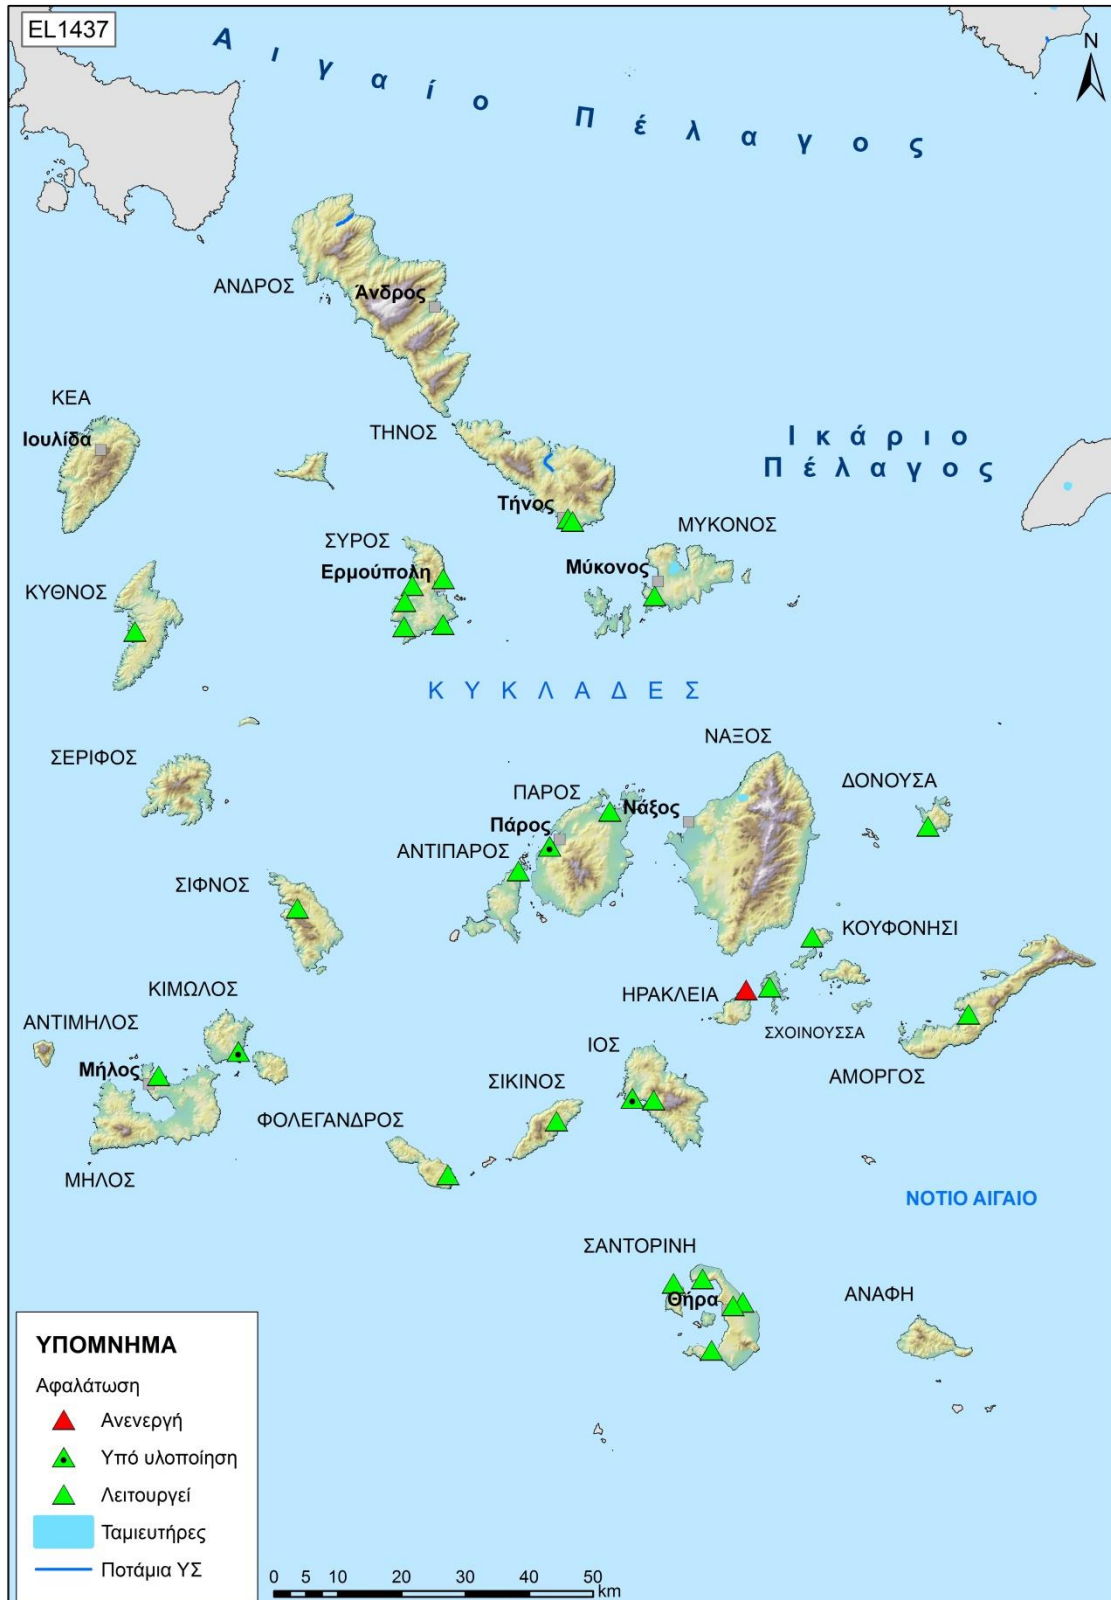 EL1437
Αιγαίο Πέλαγος
N
ΑΝΔΡΟΣ
Άνδρος
ΚΕΑ
Ιουλίδα
ΤΗΝΟΣ
Ικάριο
Πέλαγος
Τήνος
ΜΥΚΟΝΟΣ
ΣΥΡΟΣ
Ερμούπολη
Μύκονος
ΚΥΘΝΟΣ
ΚΥΚΛΑΔΕΣ
ΣΕΡΙΦΟΣ
ΝΑΞΟΣ
ΔΟΝΟΥΣΑ
ΠΑΡΟΣ
Νάξος
Πάρος
ΑΝΤΙΠΑΡΟΣ
ΣΙΦΝΟΣ
ΚΟΥΦΟΝΗΣΙ
ΚΙΜΩΛΟΣ
ΗΡΑΚΛΕΙΑ
ΣΧΟΙΝΟΥΣΣΑ
ΑΝΤΙΜΗΛΟΣ
ΙΟΣ
Μήλος
ΑΜΟΡΓΟΣ
ΣΙΚΙΝΟΣ
ΦΟΛΕΓΑΝΔΡΟΣ
ΜΗΛΟΣ
ΝΟΤΙΟ ΑΙΓΑΙΟ
ΣΑΝΤΟΡΙΝΗ
Θήρα
ΑΝΑΦΗ
ΥΠΟΜΝΗΜΑ
Αφαλάτωση
Ανενεργή
Υπό υλοποίηση
Λειτουργεί
Ταμιευτήρες
Ποτάμια ΥΣ
0 5 10 20 30 40 50
km